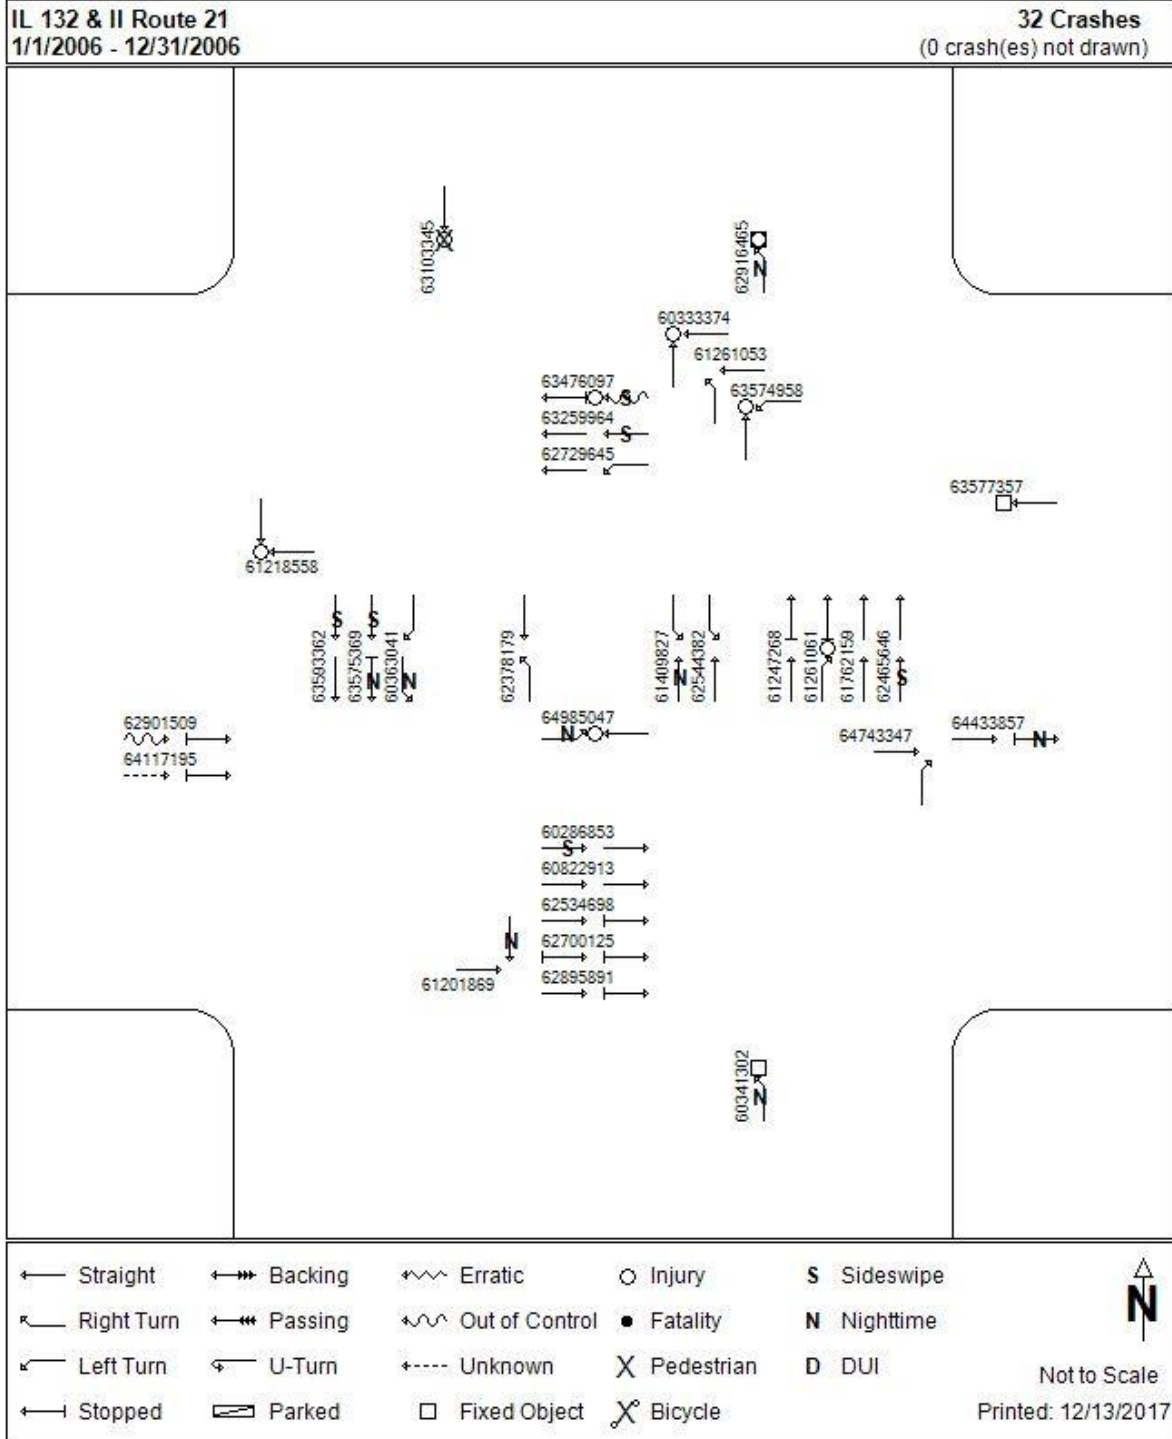 IL 132 & Il Route 21
32 Crashes
1/1/2006 - 12/31/2006
(0 crash(es) not drawn)
63103345
62916465
N
60333374
61261053
63476097
S
63574958
63259964
S
62729645
63577357
61218558
63593362
S
63575369
S
N
60363041
N
62378179
61409827
N
62544382
61247268
61261061
61762159
62465646
S
62901509
64985047
N
64743347
64433857
N
64117195
60286853
S
60822913
62534698
N
62700125
61201869
62895891
60341302
N
Straight
Backing
Erratic
Injury
S Sideswipe
Right Turn
Passing
Out of Control
Fatality
N Nighttime
Left Turn
U-Turn
Unknown
Pedestrian
D DUI
Stopped
Parked
Fixed Object
Bicycle
N
Not to Scale
Printed: 12/13/2017